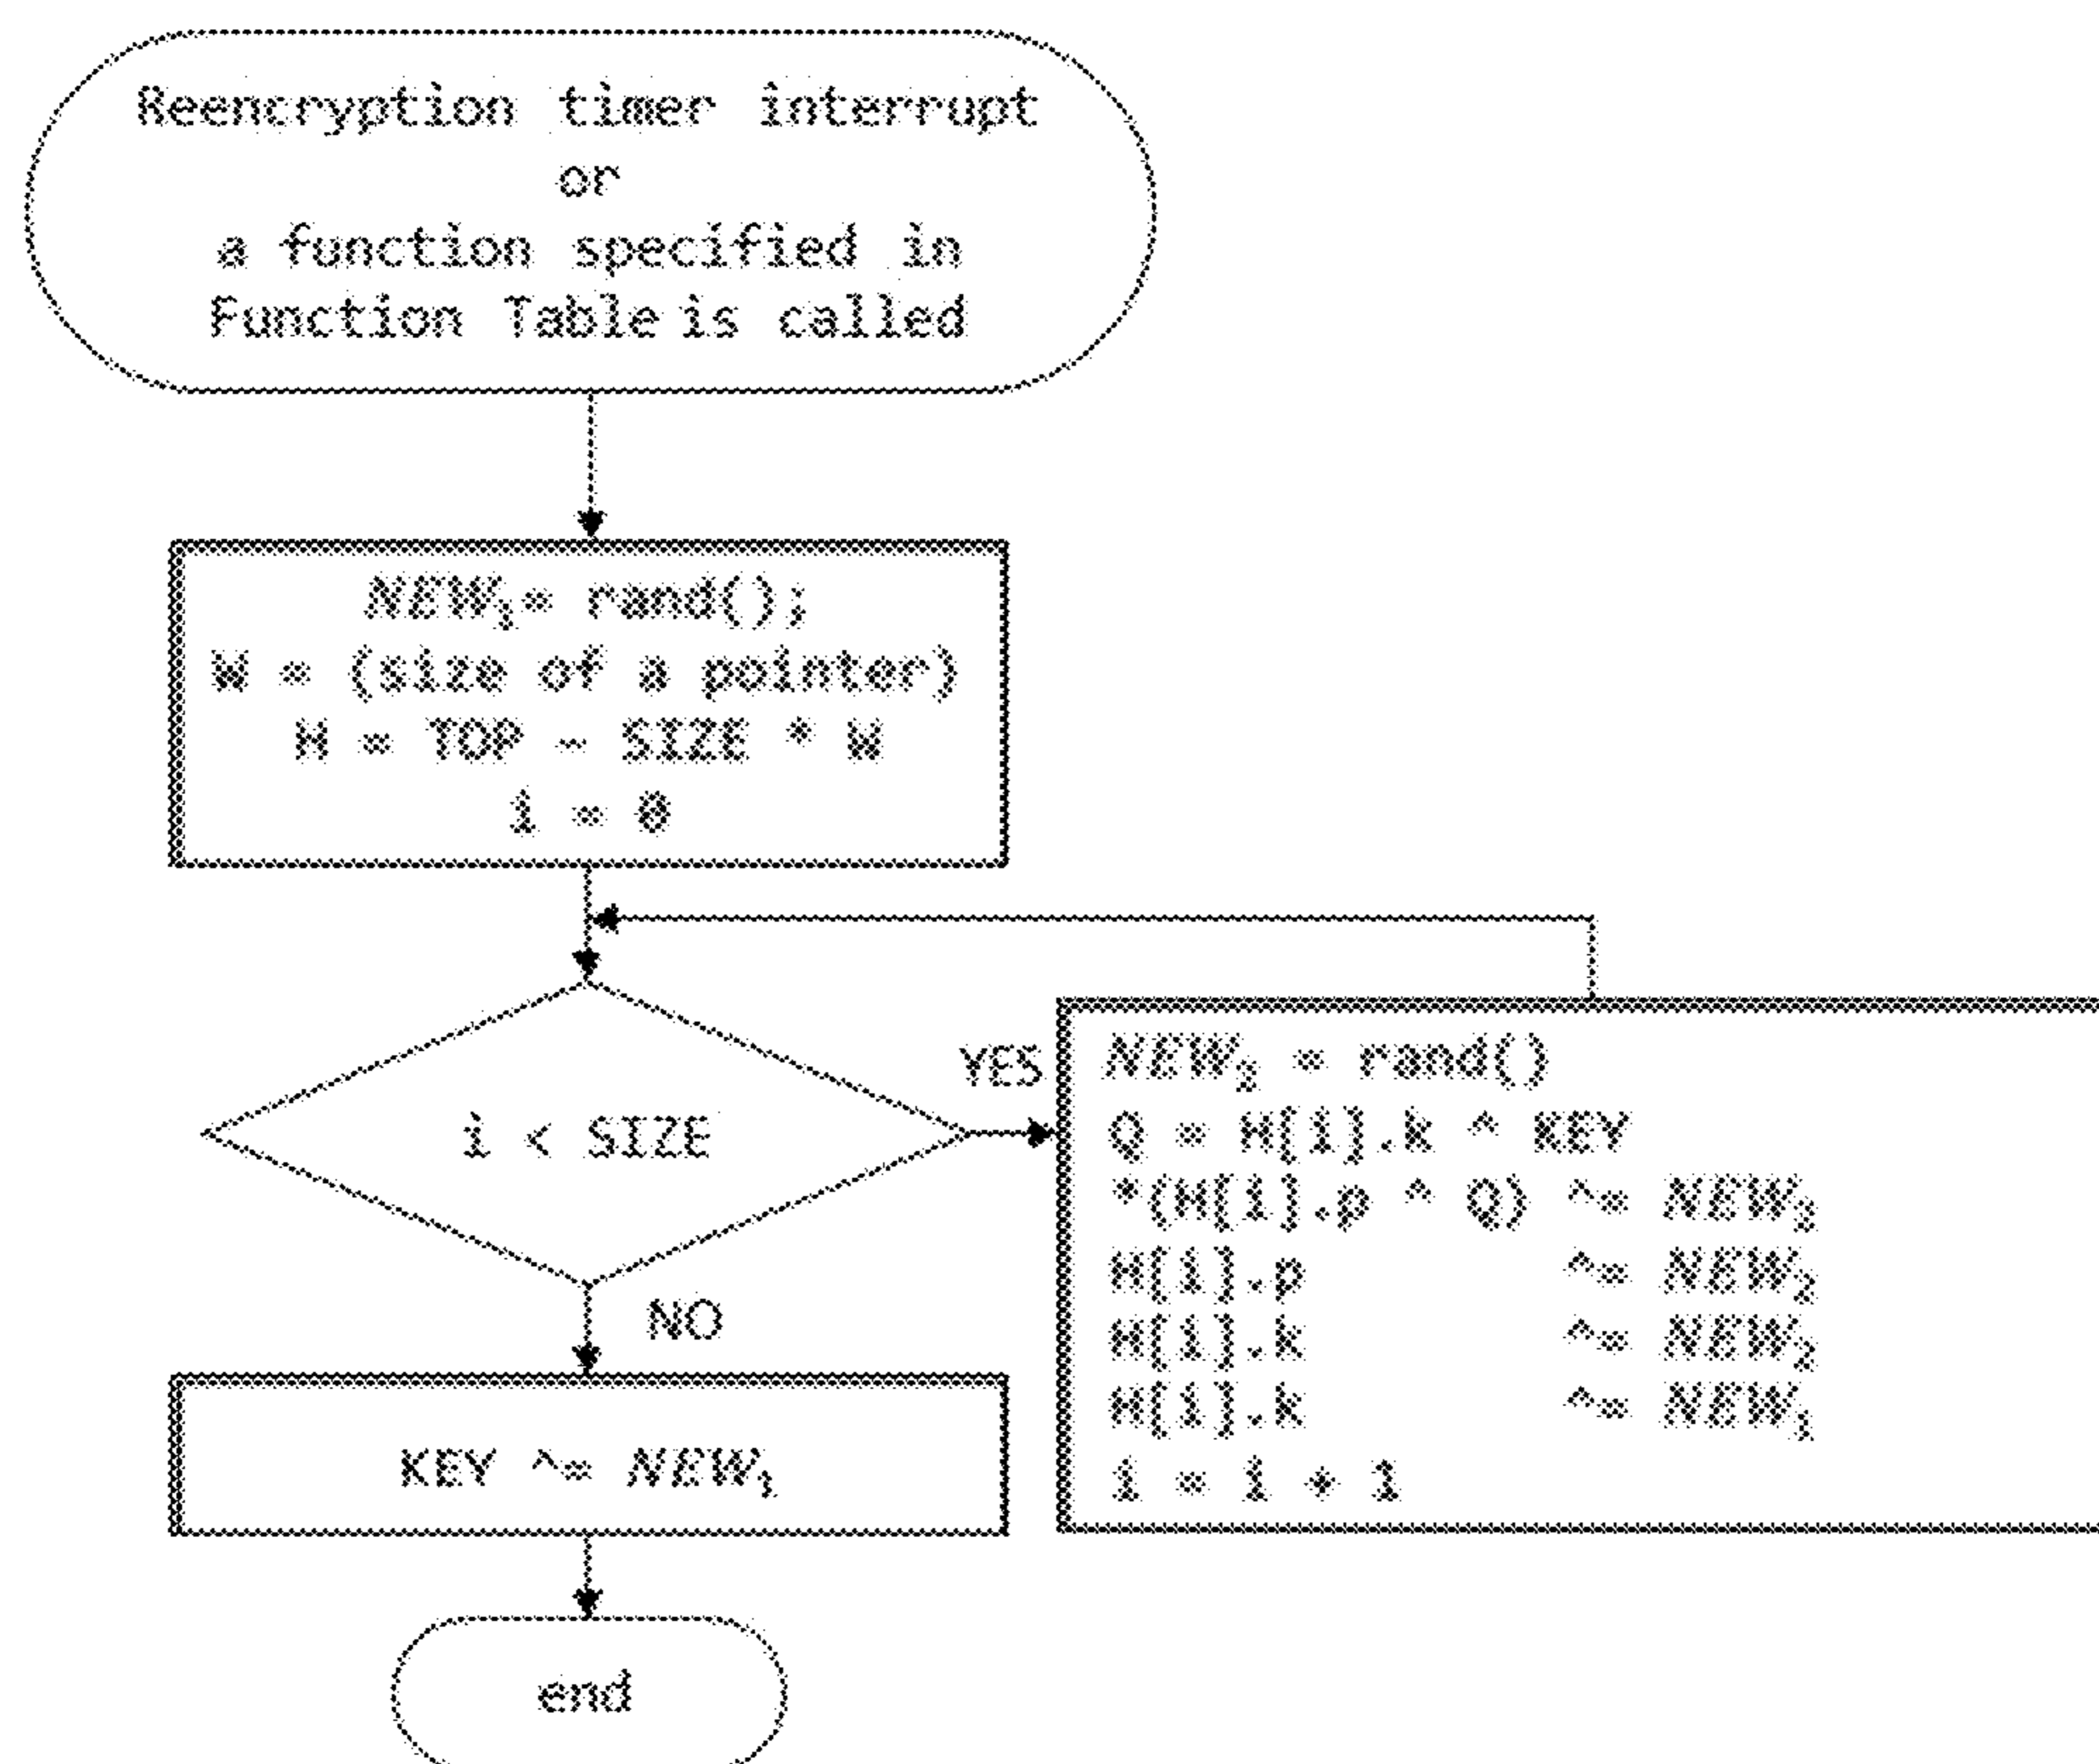 Reencryption timer interrupt
or
a function specified in
Function Table is called
NEW₁= rand();
W = (size of a pointer)
H = TOP - SIZE * W
i = 0
i < SIZE
YES
NEW₂ = rand()
Q = H[i].k ^ KEY
*(H[i].p ^ Q) ^= NEW₂
H[i].p ^= NEW₂
H[i].k ^= NEW₂
H[i].k ^= NEW₁
i = i + 1
NO
KEY ^= NEW₁
end